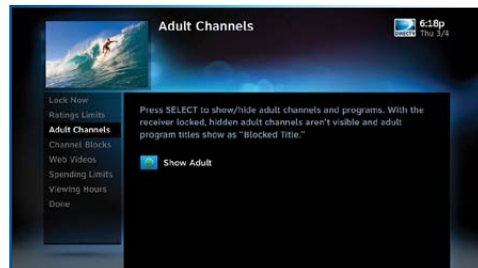 Adult Channels
DIRECTV
6:18p
Thu 3/4
Lock Now
Ratings Limits
Adult Channels
Channel Blocks
Web Videos
Spending Limits
Viewing Hours
Done
Press SELECT to show/hide adult channels and programs. With the
receiver locked, hidden adult channels aren't visible and adult
program titles show as "Blocked Title."
Show Adult